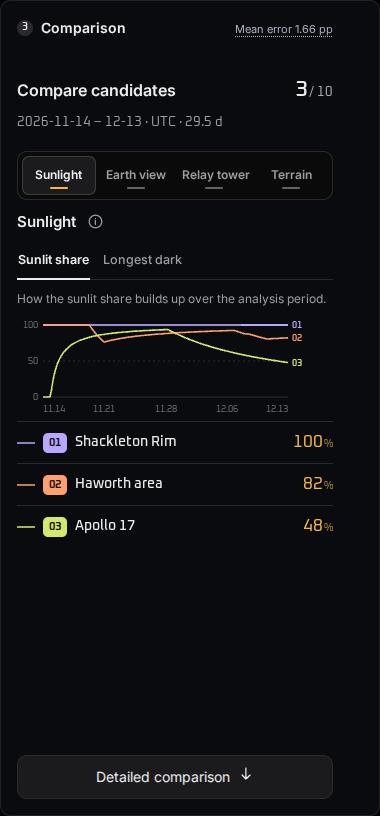 3 Comparison Mean error 1.66 pp
Compare candidates 3 / 10
2026-11-14 – 12-13 · UTC · 29.5 d
Sunlight Earth view Relay tower Terrain
Sunlight
Sunlit share Longest dark
How the sunlit share builds up over the analysis period.
100 01
02
50 03
0
11.14 11.21 11.28 12.06 12.13
01 Shackleton Rim 100%
02 Haworth area 82%
03 Apollo 17 48%
Detailed comparison ↓